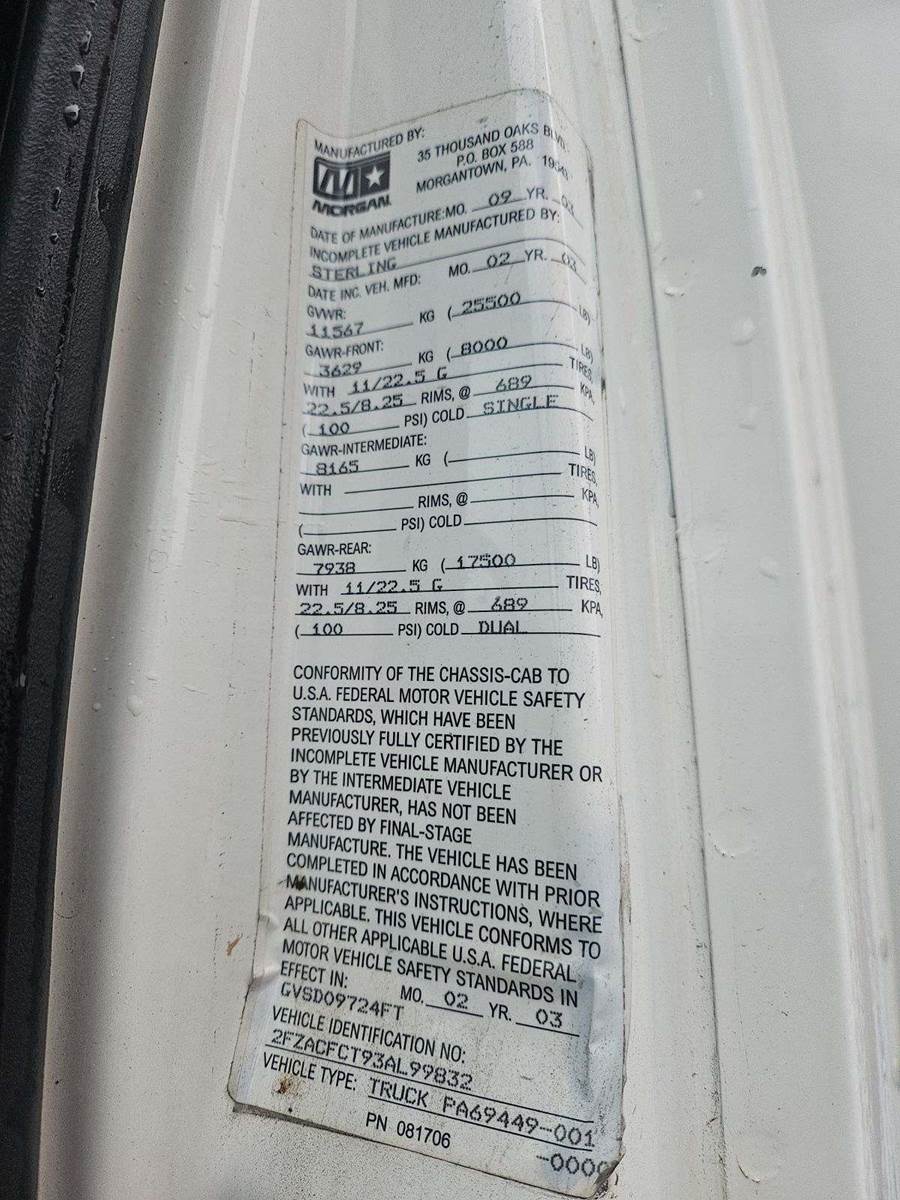 MANUFACTURED BY:
MORGAN
35 THOUSAND OAKS BLVD.
P.O. BOX 588
MORGANTOWN, PA.
DATE OF MANUFACTURE:MO. 09 YR.
INCOMPLETE VEHICLE MANUFACTURED BY:
STERLING
DATE INC. VEH. MFD: MO. 02 YR. 03
GVWR:
11567 KG ( 25500 LB)
GAWR-FRONT:
3629 KG ( 8000 LB)
WITH 11/22.5 G TIRES,
22.5/8.25 RIMS, @ 689 KPA,
( 100 PSI) COLD SINGLE
GAWR-INTERMEDIATE:
8165 KG ( LB)
WITH TIRES,
RIMS, @ KPA,
( PSI) COLD
GAWR-REAR:
7938 KG ( 17500 LB)
WITH 11/22.5 G TIRES,
22.5/8.25 RIMS, @ 689 KPA,
( 100 PSI) COLD DUAL
CONFORMITY OF THE CHASSIS-CAB TO
U.S.A. FEDERAL MOTOR VEHICLE SAFETY
STANDARDS, WHICH HAVE BEEN
PREVIOUSLY FULLY CERTIFIED BY THE
INCOMPLETE VEHICLE MANUFACTURER OR
BY THE INTERMEDIATE VEHICLE
MANUFACTURER, HAS NOT BEEN
AFFECTED BY FINAL-STAGE
MANUFACTURE. THE VEHICLE HAS BEEN
COMPLETED IN ACCORDANCE WITH PRIOR
MANUFACTURER'S INSTRUCTIONS, WHERE
APPLICABLE. THIS VEHICLE CONFORMS TO
ALL OTHER APPLICABLE U.S.A. FEDERAL
MOTOR VEHICLE SAFETY STANDARDS IN
EFFECT IN: MO. 02 YR. 03
GVSD09724FT
VEHICLE IDENTIFICATION NO:
2FZACFCT93AL99832
VEHICLE TYPE: TRUCK PA69449-001
-0000
PN 081706